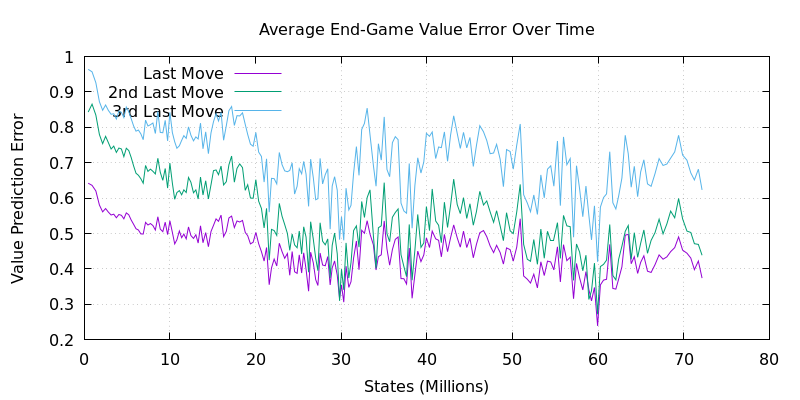 Average End-Game Value Error Over Time
Value Prediction Error
1
0.9
0.8
0.7
0.6
0.5
0.4
0.3
0.2
Last Move
2nd Last Move
3rd Last Move
0 10 20 30 40 50 60 70 80
States (Millions)